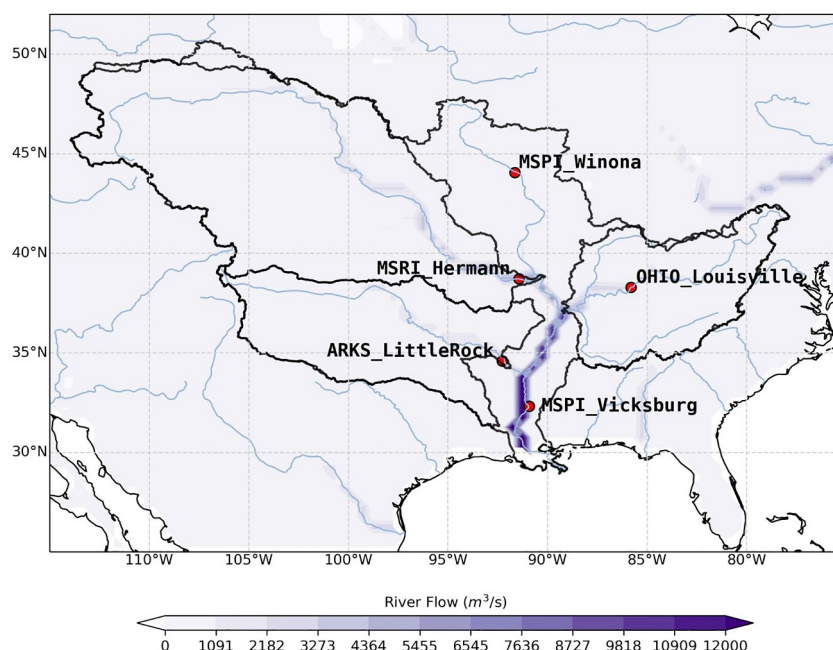 50°N
45°N
40°N
35°N
30°N
MSPI_Winona
MSRI_Hermann
OHIO_Louisville
ARKS_LittleRock
MSPI_Vicksburg
110°W 105°W 100°W 95°W 90°W 85°W 80°W
River Flow (m³/s)
0 1091 2182 3273 4364 5455 6545 7636 8727 9818 10909 12000